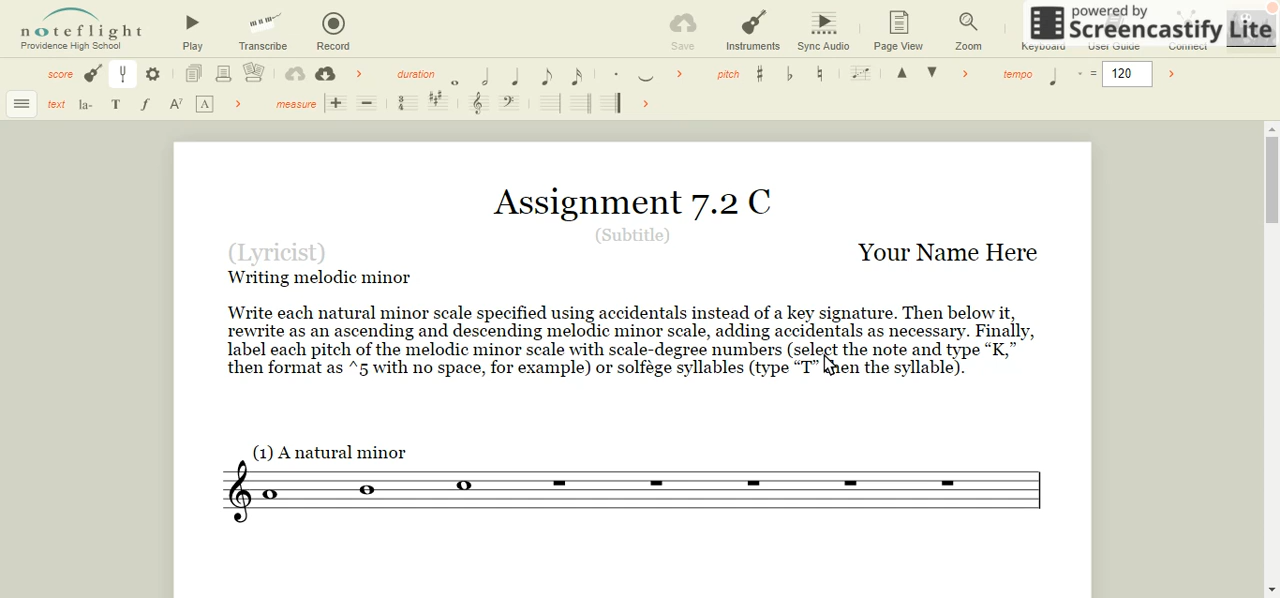 noteflight
Providence High School
Play
Transcribe
Record
Save
Instruments
Sync Audio
Page View
Zoom
Keyboard
User Guide
Connect
powered by
Screencastify Lite
score
duration
pitch
tempo
= 120
text
la-
T
f
A7
A
measure
Assignment 7.2 C
(Subtitle)
(Lyricist)
Your Name Here
Writing melodic minor
Write each natural minor scale specified using accidentals instead of a key signature. Then below it,
rewrite as an ascending and descending melodic minor scale, adding accidentals as necessary. Finally,
label each pitch of the melodic minor scale with scale-degree numbers (select the note and type “K,”
then format as ^5 with no space, for example) or solfège syllables (type “T” then the syllable).
(1) A natural minor